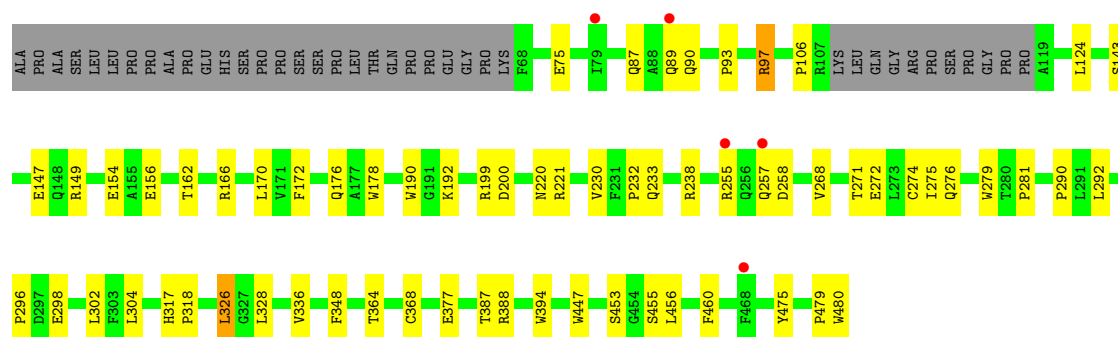 ALA PRO ALA SER LEU LEU PRO PRO ALA PRO GLU HIS SER PRO PRO SER SER PRO LEU THR GLN PRO PRO GLU GLY PRO LYS F68 E75 I79 Q87 A88 Q89 Q90 P93 R97 P106 R107 LYS LEU GLN GLY ARG PRO SER PRO GLY PRO PRO A119 L124 S143
E147 Q148 R149 E154 A155 E156 T162 R166 L170 V171 F172 Q176 A177 W178 W190 G191 K192 R199 D200 N220 R221 V230 F231 P232 Q233 R238 R255 Q256 Q257 D258 V268 T271 E272 L273 C274 I275 Q276 W279 T280 P281 P290 L291 L292
P296 D297 E298 L302 F303 L304 H317 P318 L326 G327 L328 V336 F348 T364 C368 E377 T387 R388 W394 W447 S453 G454 S455 L456 F460 F468 Y475 P479 W480